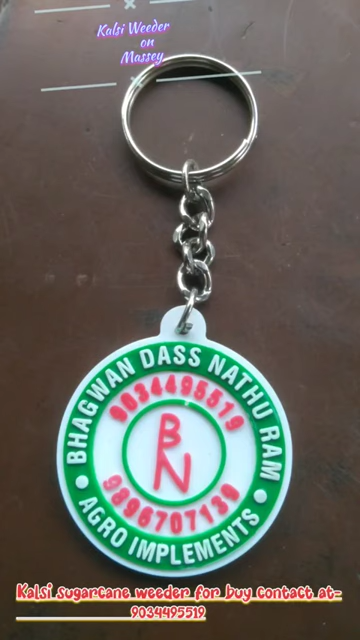 Kalsi Weeder
on
Massey
BHAGWAN DASS NATHU RAM
9034495519
BN
9896707139
AGRO IMPLEMENTS
Kalsi sugarcane weeder for buy contact at-
9034495519